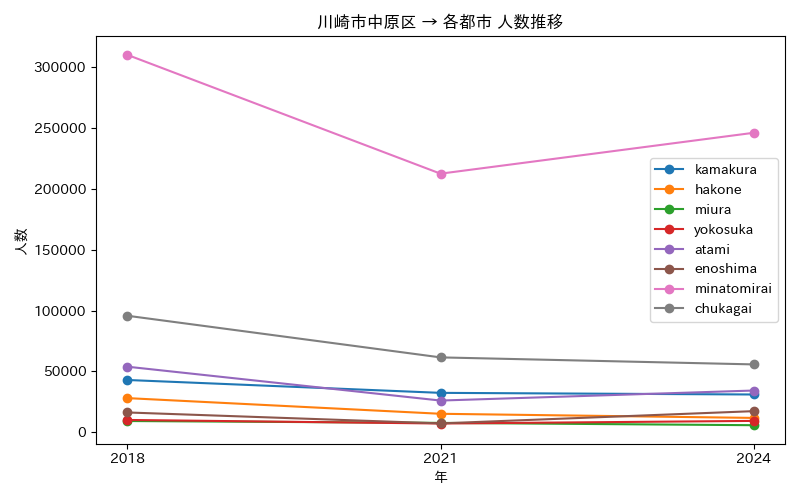 川崎市中原区 → 各都市 人数推移
人数
300000
250000
200000
150000
100000
50000
0
kamakura
hakone
miura
yokosuka
atami
enoshima
minatomirai
chukagai
2018
2021
2024
年